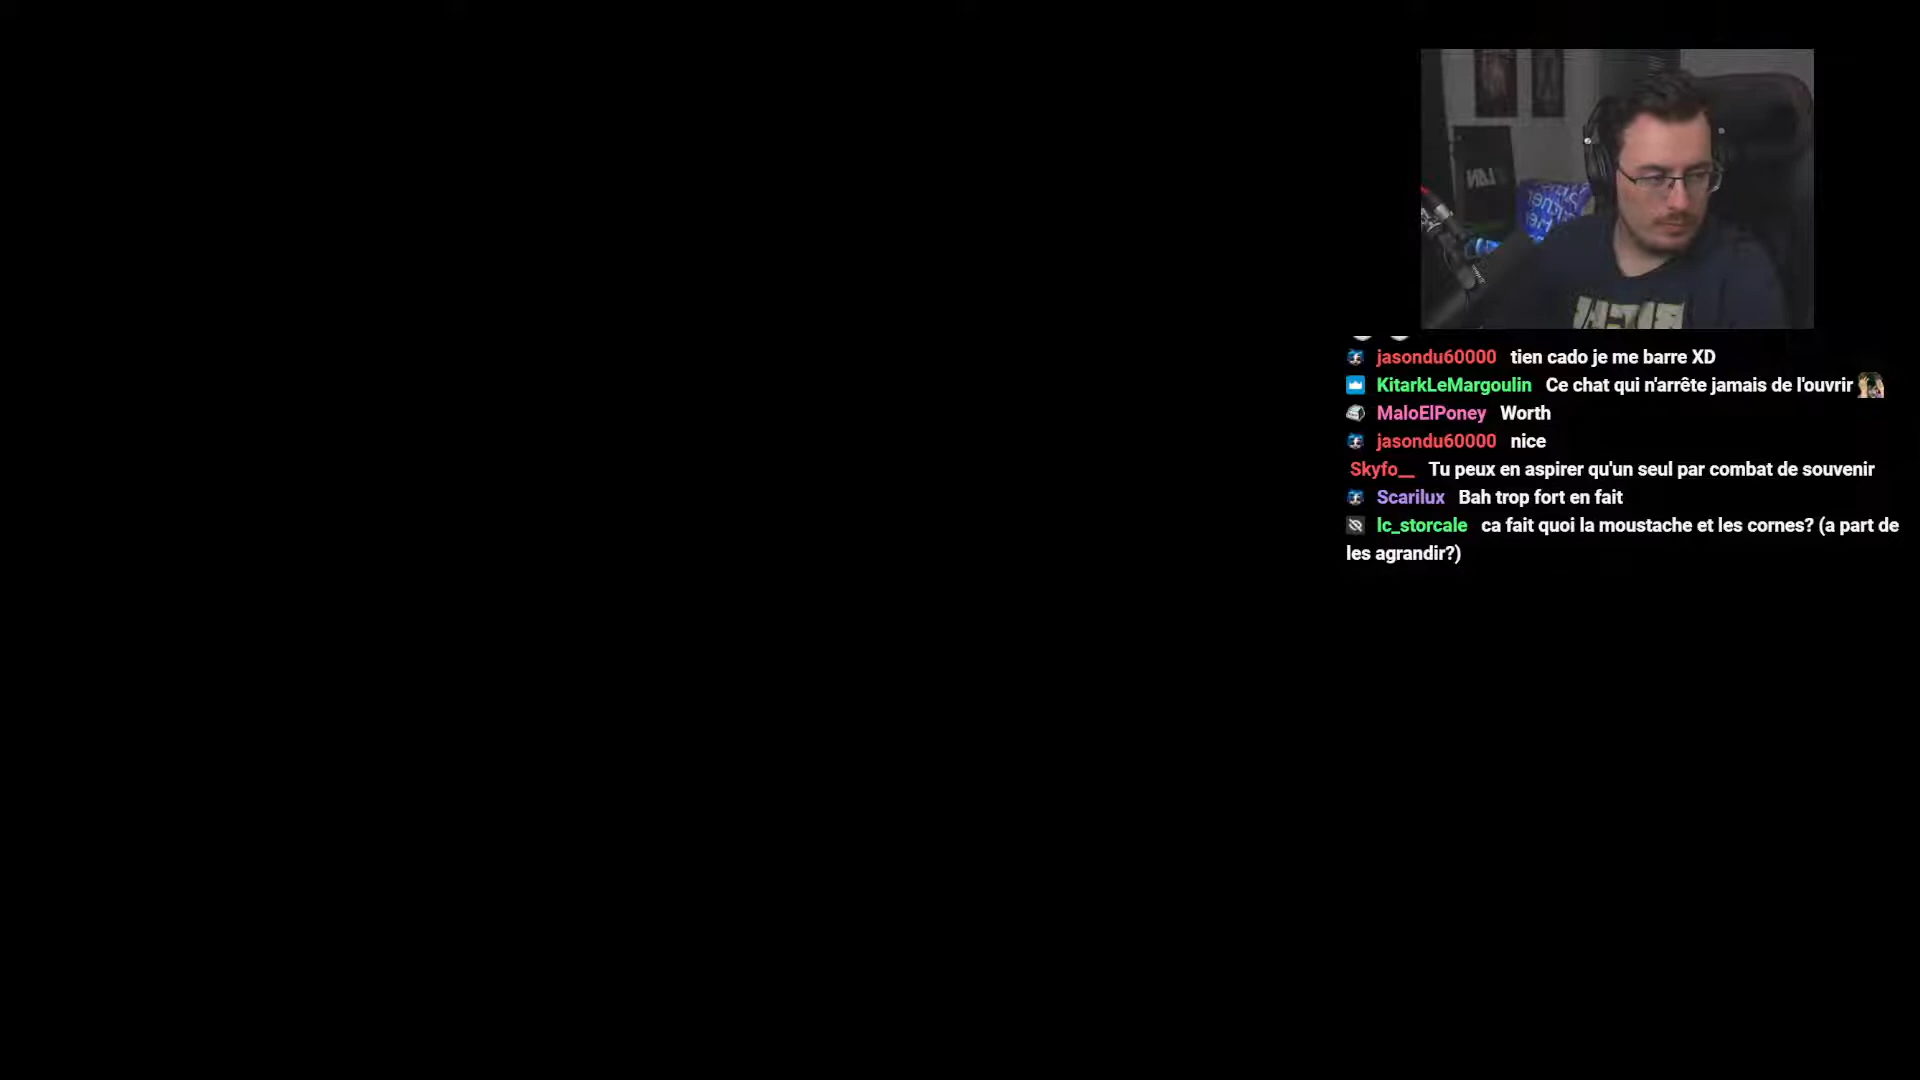 jasondu60000 tien cado je me barre XD
KitarkLeMargoulin Ce chat qui n'arrête jamais de l'ouvrir
MaloElPoney Worth
jasondu60000 nice
Skyfo__ Tu peux en aspirer qu'un seul par combat de souvenir
Scarilux Bah trop fort en fait
lc_storcale ca fait quoi la moustache et les cornes? (a part de
les agrandir?)